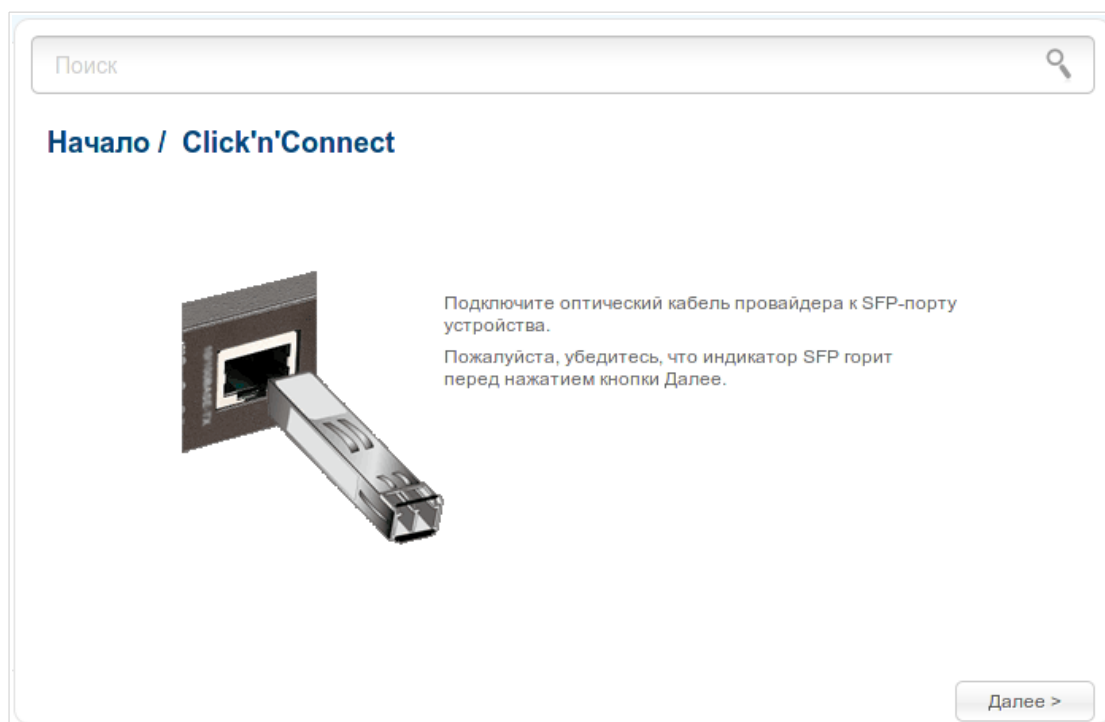 Поиск
Начало /  Click'n'Connect
Подключите оптический кабель провайдера к SFP-порту
устройства.
Пожалуйста, убедитесь, что индикатор SFP горит
перед нажатием кнопки Далее.
Далее >